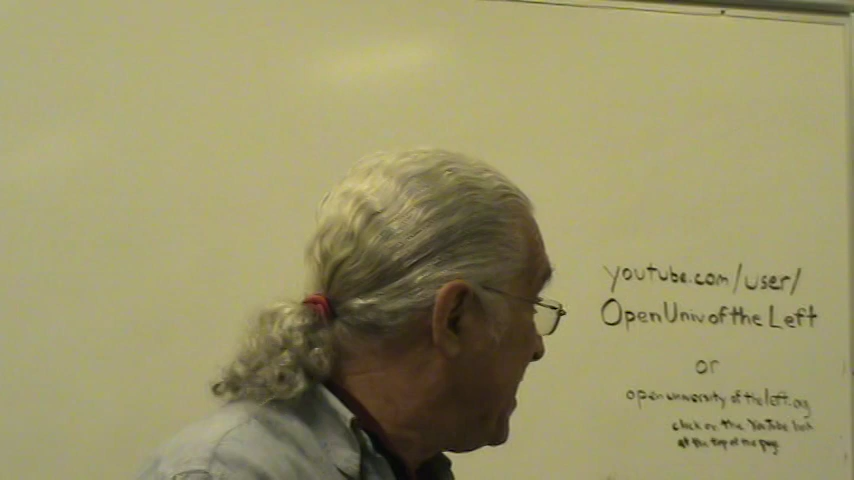 youtube.com/user/
OpenUnivoftheLeft
or
openuniversityoftheleft.org
click on the YouTube link
at the top of the page.